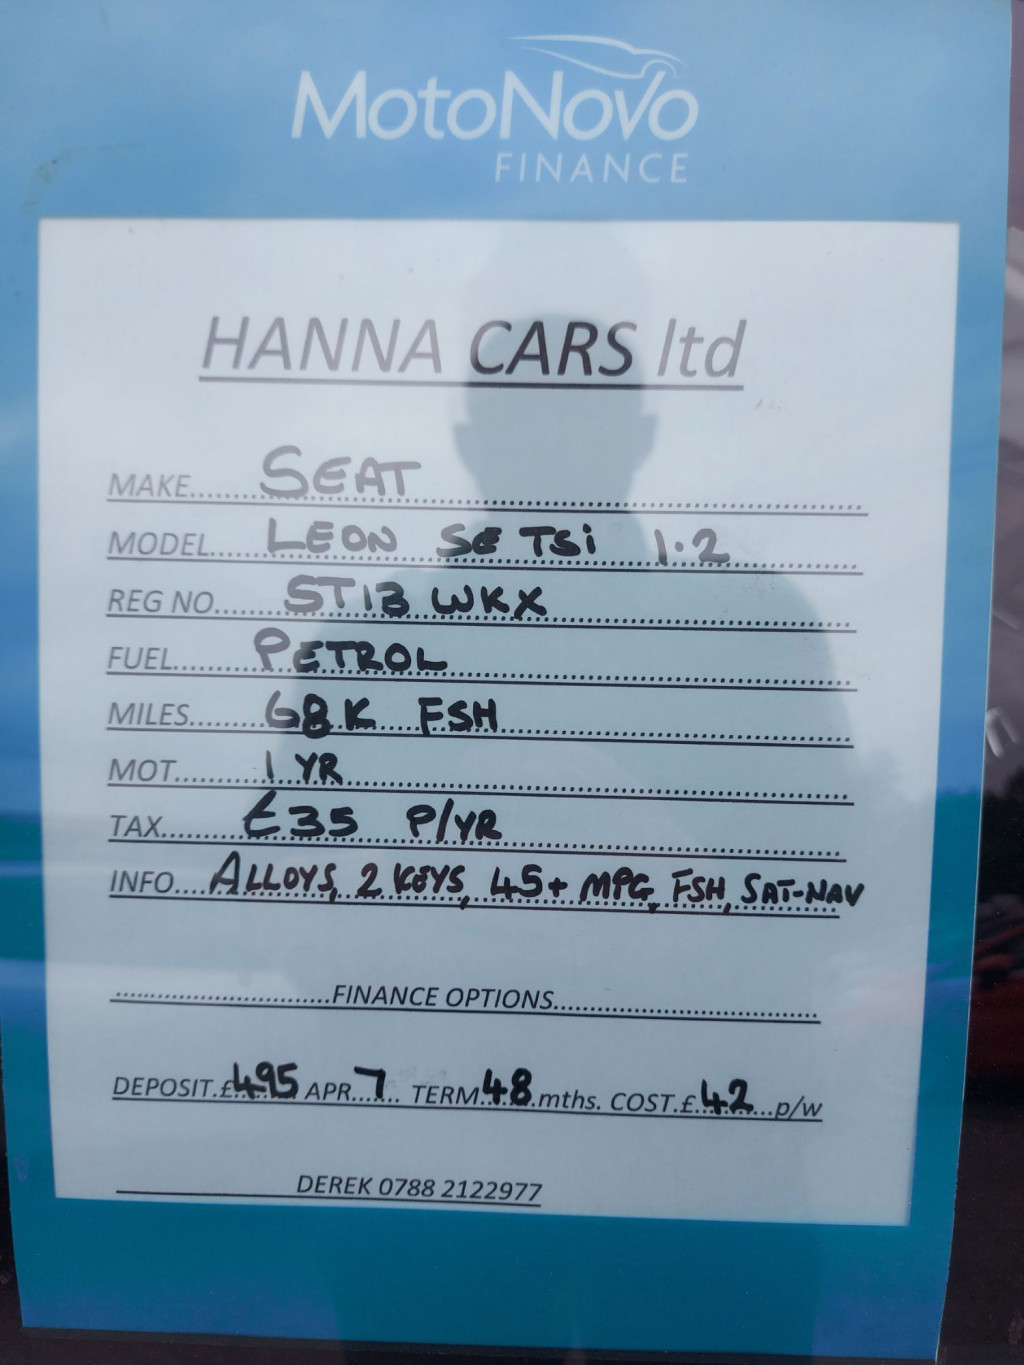 MotoNovo
FINANCE
HANNA CARS ltd
MAKE......SEAT..........
MODEL.....LEON SE TSi 1.2
REG NO.....ST13 WKX..........
FUEL......PETROL..........
MILES......68K FSH..........
MOT......1 YR..........
TAX......£35 P/YR..........
INFO....ALLOYS, 2 KEYS, 45+ MPG, FSH, SAT-NAV
..............................FINANCE OPTIONS..............................
DEPOSIT.£495 APR..7... TERM.48.mths. COST.£.42...p/w
DEREK 0788 2122977